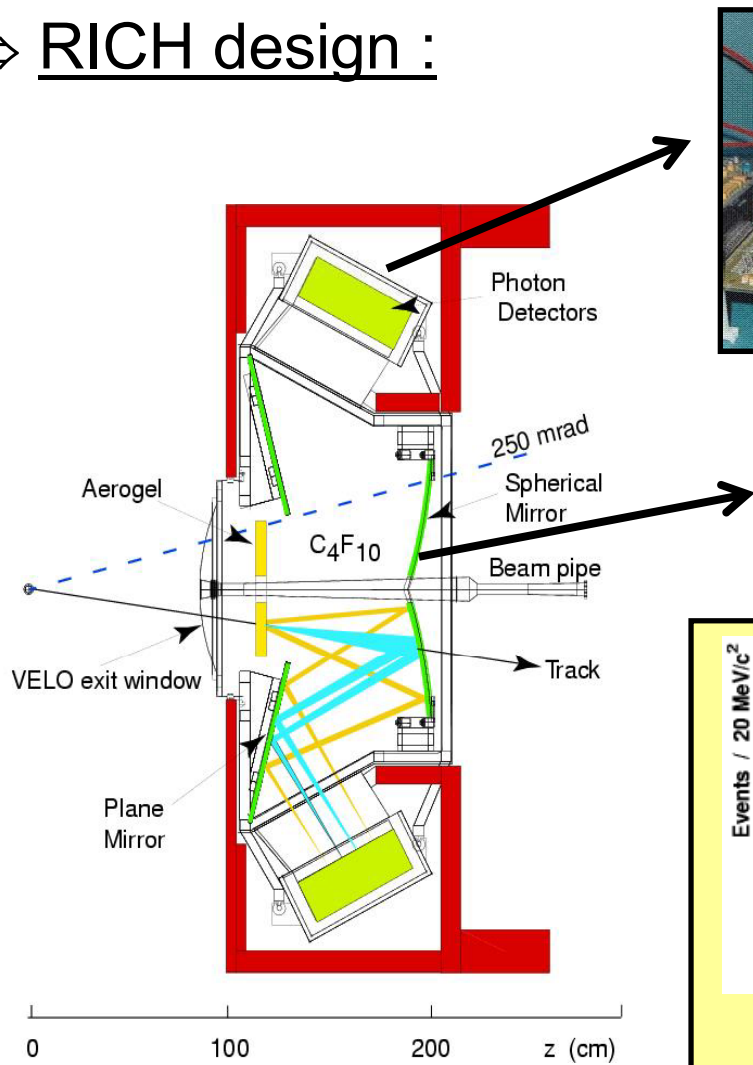 RICH design :
Photon
Detectors
250 mrad
Aerogel
Spherical
Mirror
C4F10
Beam pipe
VELO exit window
Track
Plane
Mirror
Events / 20 MeV/c²
0 100 200 z (cm)